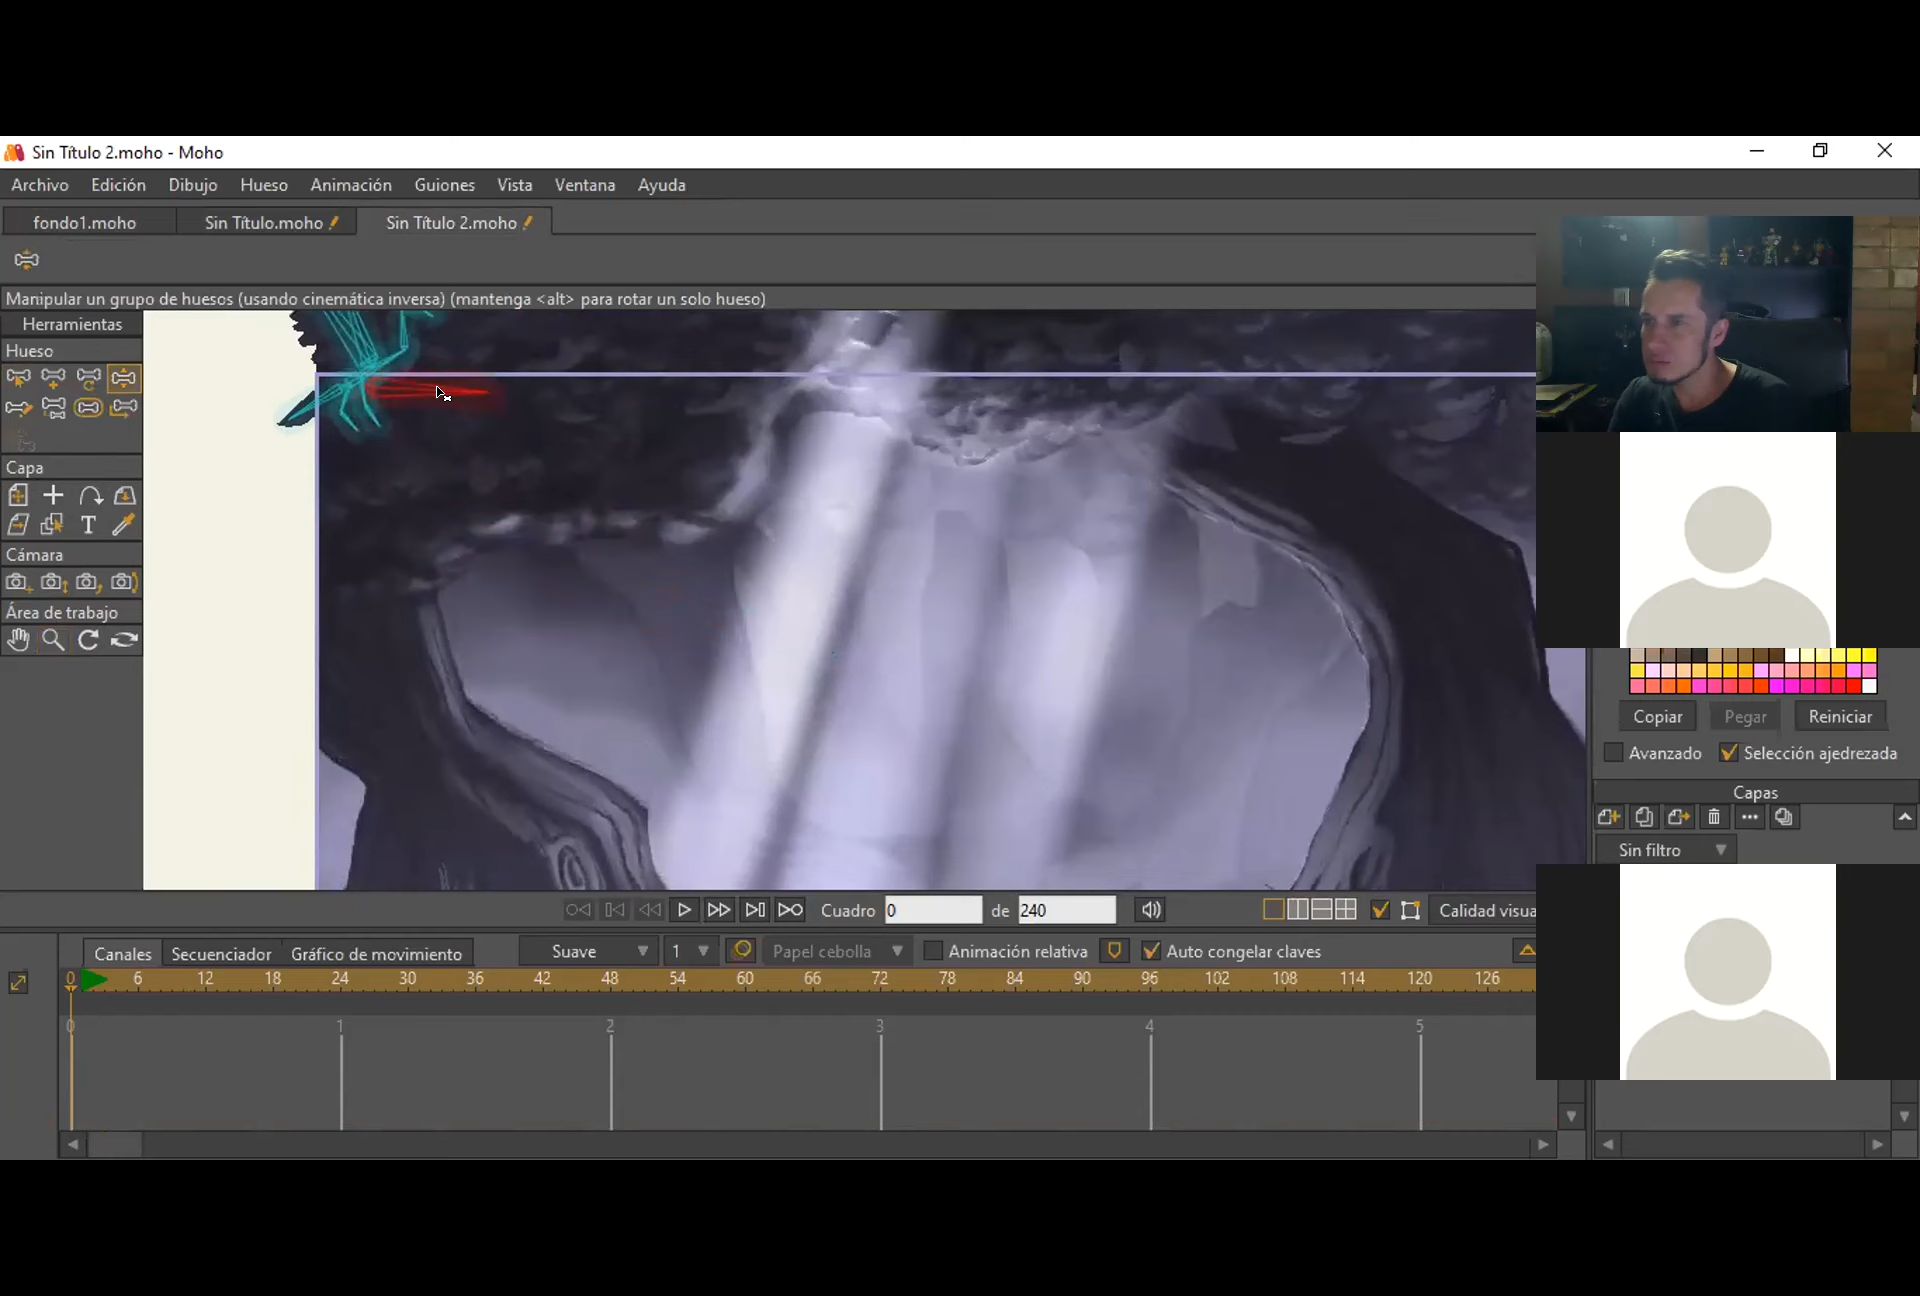 Sin Título 2.moho - Moho
Archivo Edición Dibujo Hueso Animación Guiones Vista Ventana Ayuda
fondo1.moho Sin Título.moho Sin Título 2.moho
Manipular un grupo de huesos (usando cinemática inversa) (mantenga <alt> para rotar un solo hueso)
Herramientas
Hueso
Capa
T
Cámara
Área de trabajo
Copiar Pegar Reiniciar
Avanzado Selección ajedrezada
Capas
Sin filtro
Cuadro 0 de 240 Calidad visua
Canales Secuenciador Gráfico de movimiento Suave 1 Papel cebolla Animación relativa Auto congelar claves
0 6 12 18 24 30 36 42 48 54 60 66 72 78 84 90 96 102 108 114 120 126
0 1 2 3 4 5